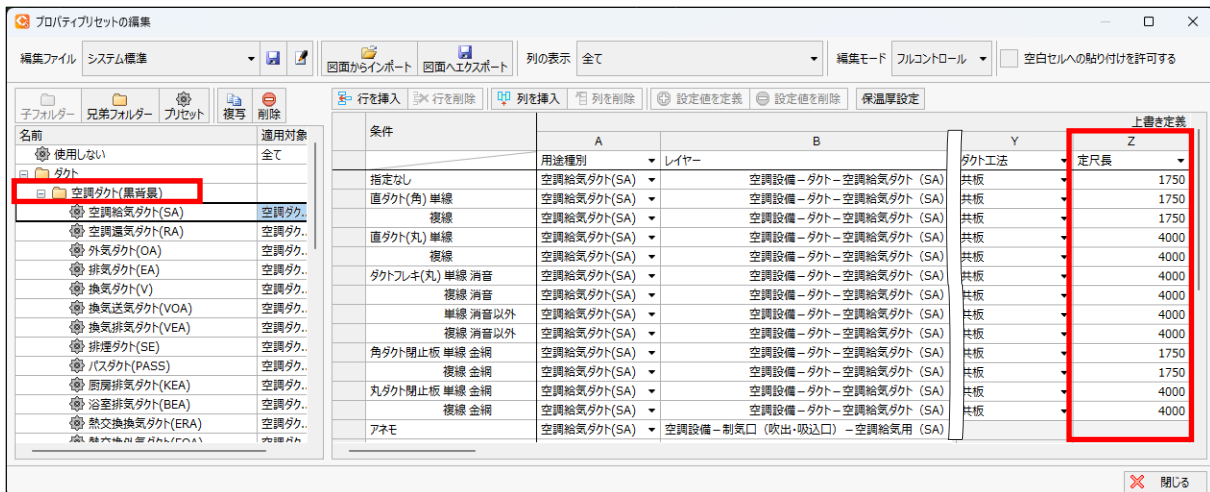 プロパティプリセットの編集
編集ファイル システム標準 図面からインポート 図面へエクスポート 列の表示 全て 編集モード フルコントロール 空白セルへの貼り付けを許可する
子フォルダー 兄弟フォルダー プリセット 複写 削除
行を挿入 行を削除 列を挿入 列を削除 設定値を定義 設定値を削除 保温厚設定
名前 適用対象
使用しない 全て
ダクト
空調ダクト(黒背景)
空調給気ダクト(SA) 空調ダク..
空調還気ダクト(RA) 空調ダク..
外気ダクト(OA) 空調ダク..
排気ダクト(EA) 空調ダク..
換気ダクト(V) 空調ダク..
換気送気ダクト(VOA) 空調ダク..
換気排気ダクト(VEA) 空調ダク..
排煙ダクト(SE) 空調ダク..
パスダクト(PASS) 空調ダク..
厨房排気ダクト(KEA) 空調ダク..
浴室排気ダクト(BEA) 空調ダク..
熱交換換気ダクト(ERA) 空調ダク..
上書き定義
条件 A B Y Z
用途種別 レイヤー ダクト工法 定尺長
指定なし 空調給気ダクト(SA) 空調設備－ダクト－空調給気ダクト（SA） 共板 1750
直ダクト(角) 単線 空調給気ダクト(SA) 空調設備－ダクト－空調給気ダクト（SA） 共板 1750
複線 空調給気ダクト(SA) 空調設備－ダクト－空調給気ダクト（SA） 共板 1750
直ダクト(丸) 単線 空調給気ダクト(SA) 空調設備－ダクト－空調給気ダクト（SA） 共板 4000
複線 空調給気ダクト(SA) 空調設備－ダクト－空調給気ダクト（SA） 共板 4000
ダクトフレキ(丸) 単線 消音 空調給気ダクト(SA) 空調設備－ダクト－空調給気ダクト（SA） 共板 4000
複線 消音 空調給気ダクト(SA) 空調設備－ダクト－空調給気ダクト（SA） 共板 4000
単線 消音以外 空調給気ダクト(SA) 空調設備－ダクト－空調給気ダクト（SA） 共板 4000
複線 消音以外 空調給気ダクト(SA) 空調設備－ダクト－空調給気ダクト（SA） 共板 4000
角ダクト閉止板 単線 金網 空調給気ダクト(SA) 空調設備－ダクト－空調給気ダクト（SA） 共板 1750
複線 金網 空調給気ダクト(SA) 空調設備－ダクト－空調給気ダクト（SA） 共板 1750
丸ダクト閉止板 単線 金網 空調給気ダクト(SA) 空調設備－ダクト－空調給気ダクト（SA） 共板 4000
複線 金網 空調給気ダクト(SA) 空調設備－ダクト－空調給気ダクト（SA） 共板 4000
アネモ 空調給気ダクト(SA) 空調設備－制気口（吹出・吸込口）－空調給気用（SA）
閉じる